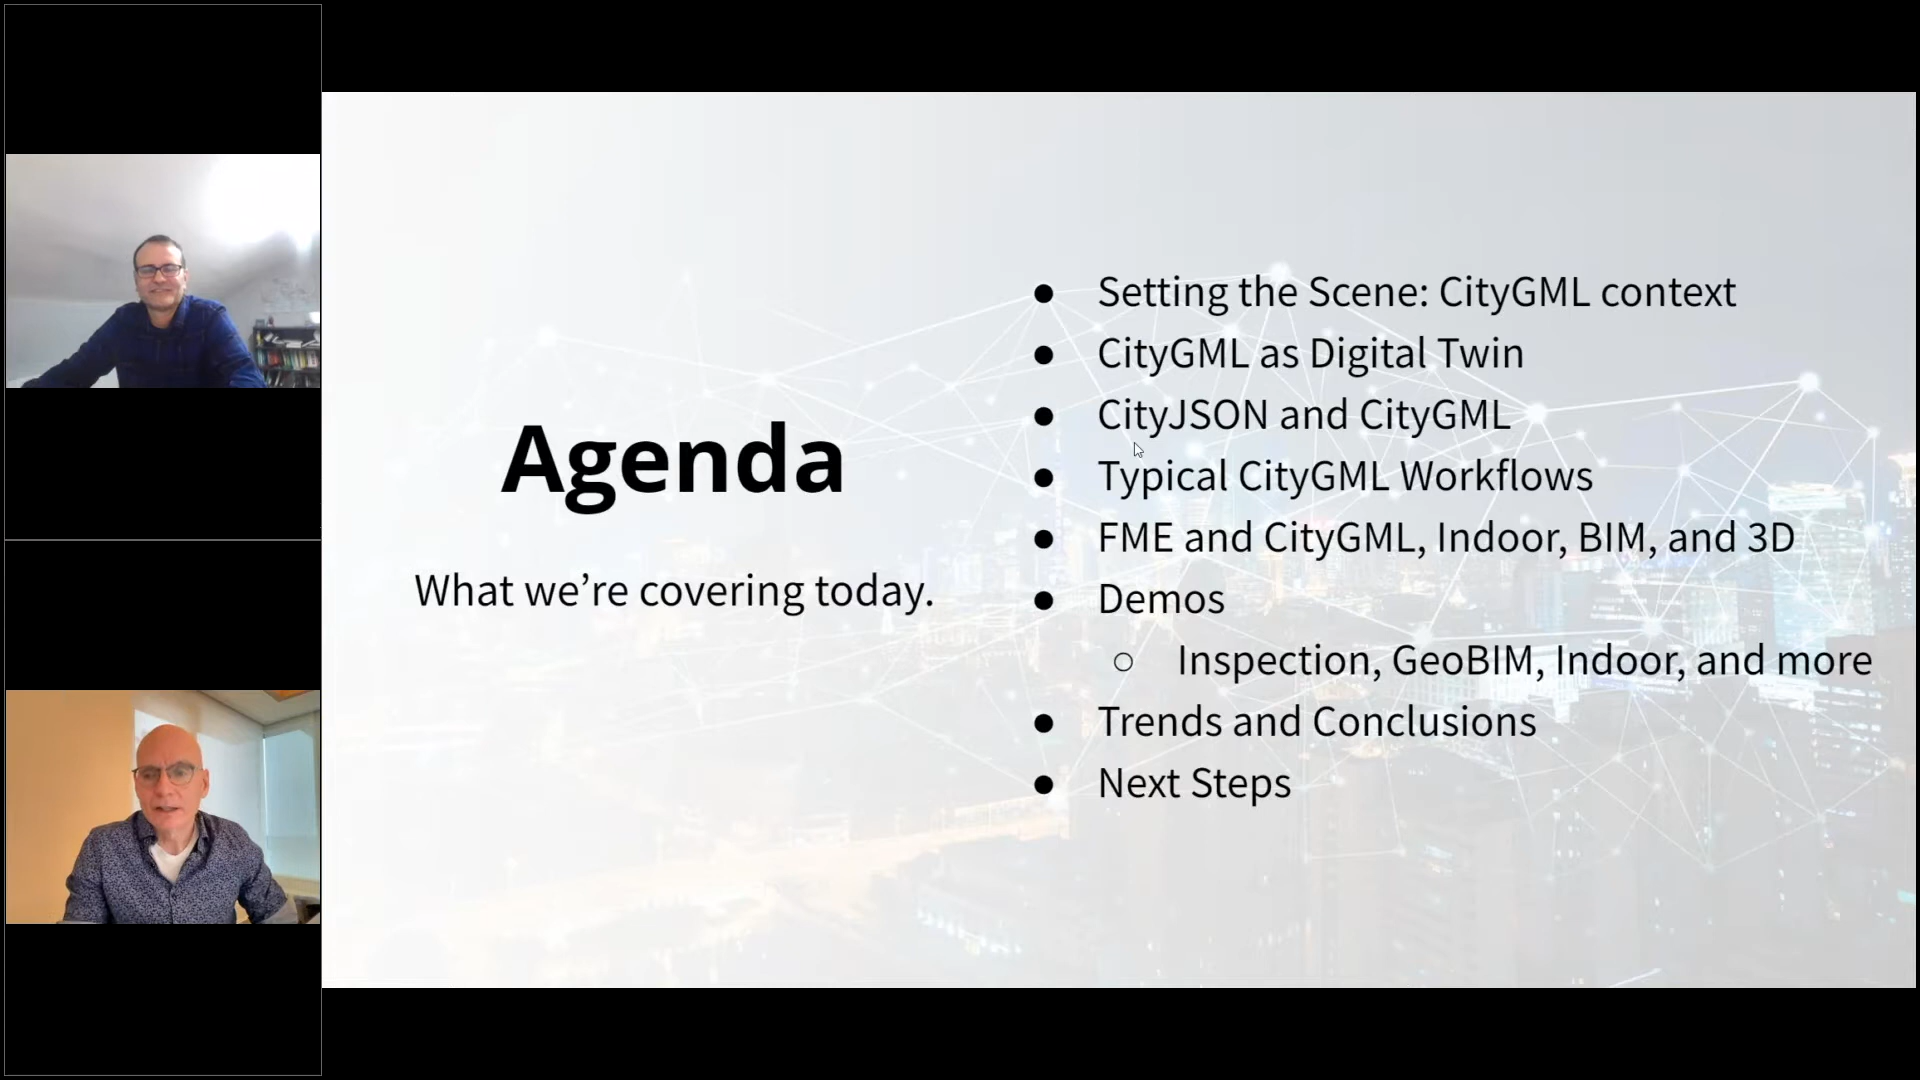 Agenda
What we’re covering today.
● Setting the Scene: CityGML context
● CityGML as Digital Twin
● CityJSON and CityGML
● Typical CityGML Workflows
● FME and CityGML, Indoor, BIM, and 3D
● Demos
○ Inspection, GeoBIM, Indoor, and more
● Trends and Conclusions
● Next Steps